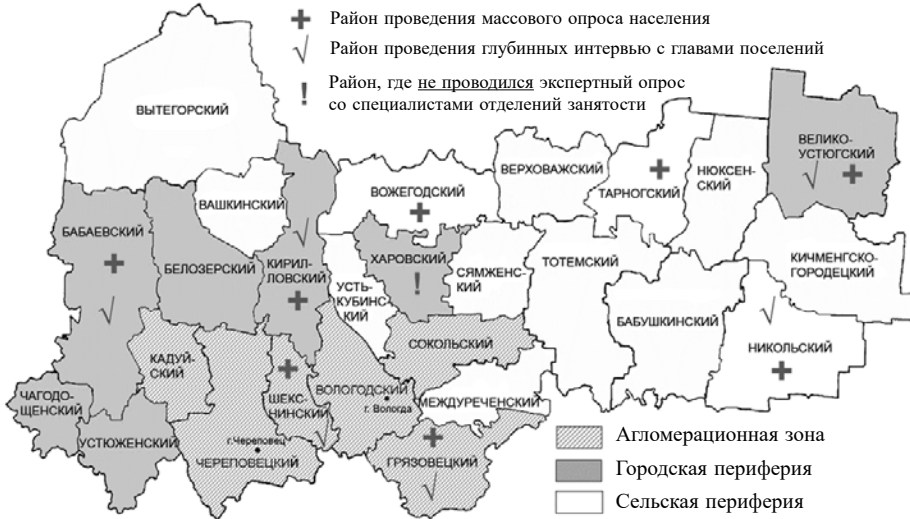 Район проведения массового опроса населения
Район проведения глубинных интервью с главами поселений
Район, где не проводился экспертный опрос
со специалистами отделений занятости
ВЫТЕГОРСКИЙ
ВЕЛИКО-
УСТЮГСКИЙ
ВЕРХОВАЖСКИЙ
НЮКСЕН-
СКИЙ
ТАРНОГСКИЙ
ВОЖЕГОДСКИЙ
ВАШКИНСКИЙ
БАБАЕВСКИЙ
БЕЛОЗЕРСКИЙ
КИРИЛ-
ЛОВСКИЙ
ХАРОВСКИЙ
СЯМЖЕН-
СКИЙ
ТОТЕМСКИЙ
КИЧМЕНГСКО-
ГОРОДЕЦКИЙ
УСТЬ-
КУБИН-
СКИЙ
БАБУШКИНСКИЙ
НИКОЛЬСКИЙ
СОКОЛЬСКИЙ
КАДУЙ-
СКИЙ
ЧАГОДО-
ЩЕНСКИЙ
ШЕКС-
НИНСКИЙ
ВОЛОГОДСКИЙ
г. Вологда
МЕЖДУРЕЧЕНСКИЙ
УСТЮЖЕНСКИЙ
г.Череповец
ЧЕРЕПОВЕЦКИЙ
ГРЯЗОВЕЦКИЙ
Агломерационная зона
Городская периферия
Сельская периферия